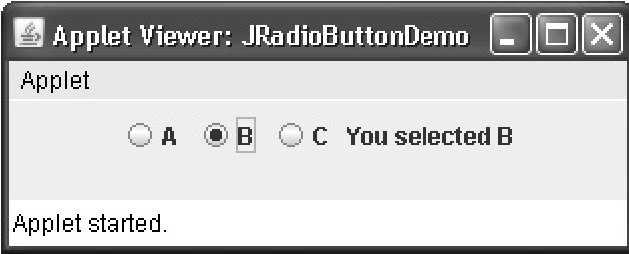 Applet Viewer: JRadioButtonDemo
Applet
A B C You selected B
Applet started.